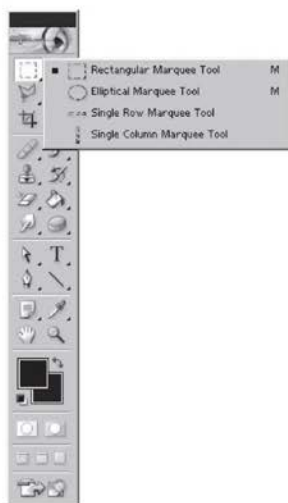 Rectangular Marquee Tool M
Elliptical Marquee Tool M
Single Row Marquee Tool
Single Column Marquee Tool
T